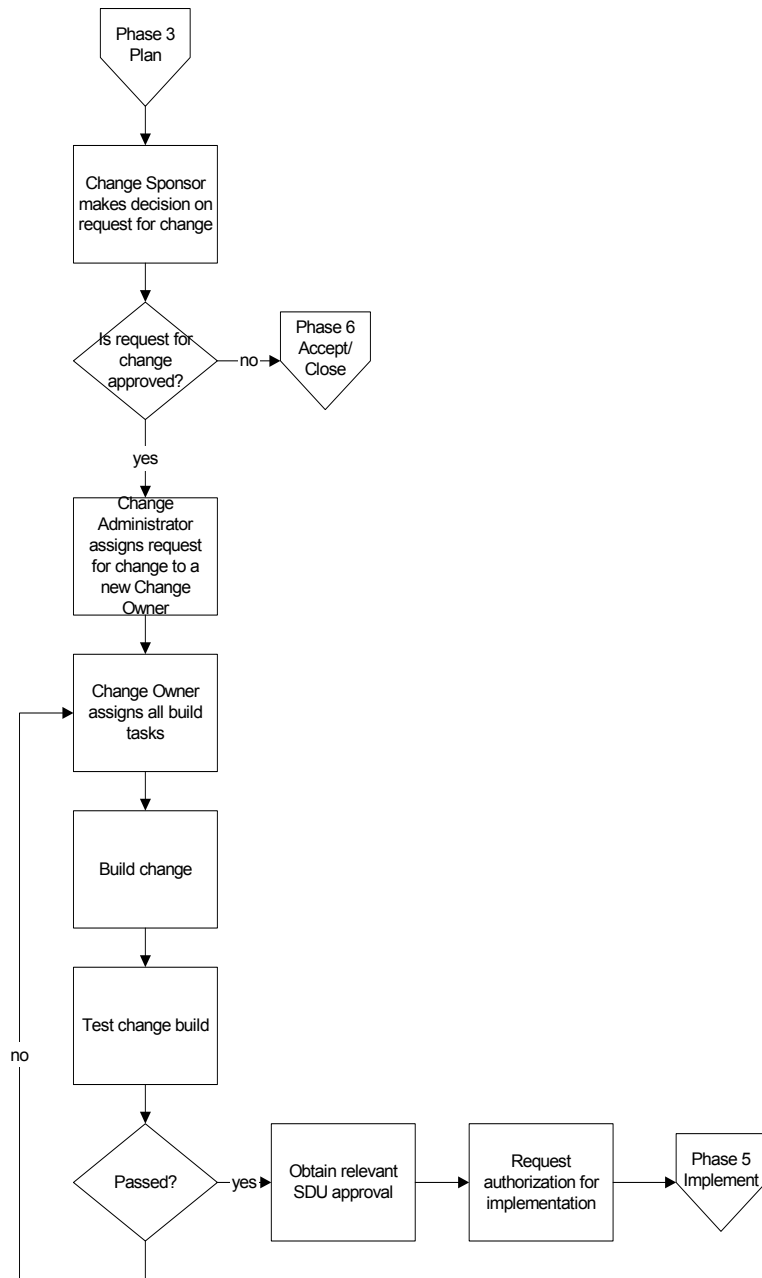 Phase 3
Plan
Change Sponsor
makes decision on
request for change
Is request for
change
approved?
no
Phase 6
Accept/
Close
yes
Change
Administrator
assigns request
for change to a
new Change
Owner
Change Owner
assigns all build
tasks
Build change
Test change build
no
Passed?
yes
Obtain relevant
SDU approval
Request
authorization for
implementation
Phase 5
Implement